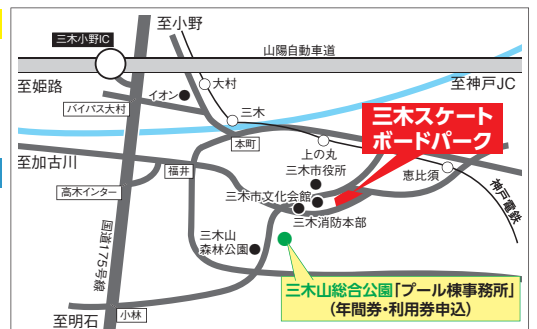 至小野
三木小野IC
山陽自動車道
至姫路
大村
至神戸JC
イオン
バイパス大村
三木
三木スケート
ボードパーク
本町
上の丸
至加古川
福井
三木市役所
恵比須
高木インター
三木市文化会館
神戸電鉄
三木消防本部
国道175号線
三木山
森林公園
三木山総合公園「プール棟事務所」
(年間券・利用券申込)
小林
至明石